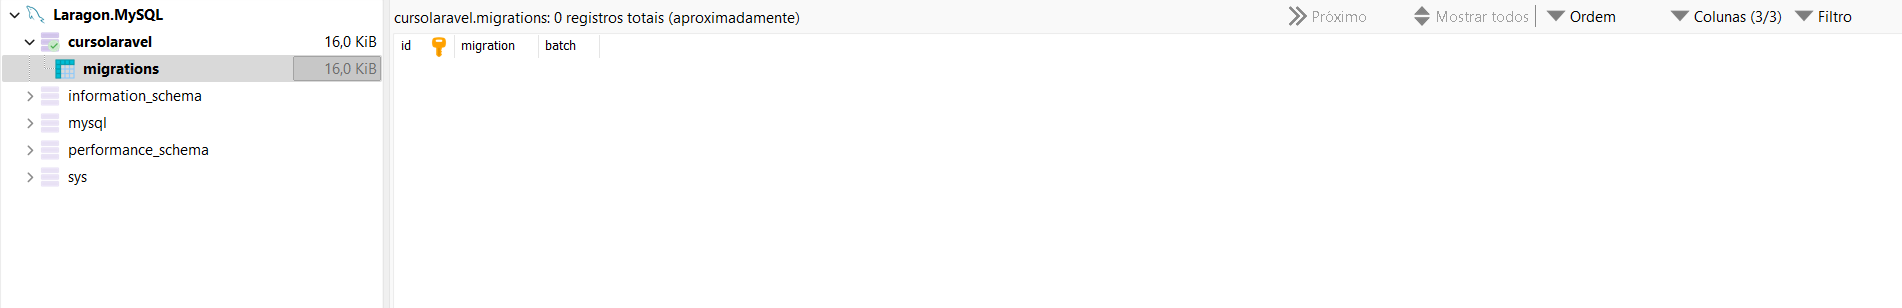 Laragon.MySQL
cursolaravel 16,0 KiB
migrations 16,0 KiB
information_schema
mysql
performance_schema
sys
cursolaravel.migrations: 0 registros totais (aproximadamente) Próximo Mostrar todos Ordem Colunas (3/3) Filtro
id migration batch